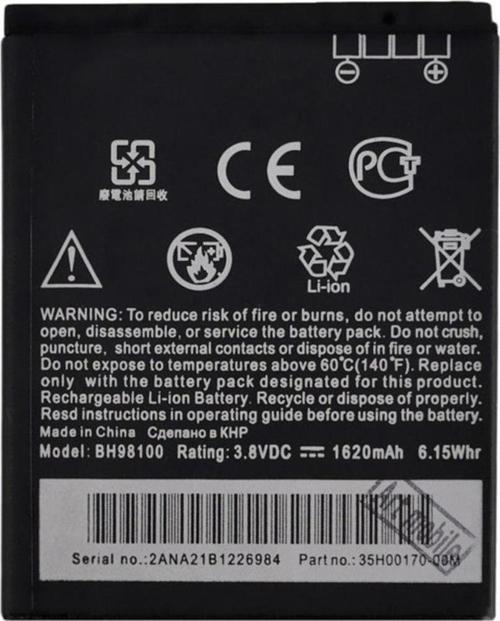 廢電池請回收
CE
PCT
Li-ion
WARNING: To reduce risk of fire or burns, do not attempt to
open, disassemble, or service the battery pack. Do not crush,
puncture, short external contacts or dispose of in fire or water.
Do not expose to temperatures above 60°C(140°F). Replace
only with the battery pack designated for this product.
Rechargeable Li-ion Battery. Recycle or dispose of properly.
Resd instructions in operating guide before using the battery.
Made in China Сделано в КНР
Model: BH98100 Rating: 3.8VDC ⎓ 1620mAh 6.15Whr
Art mobile
Serial no.:2ANA21B1226984 Part no.:35H00170-00M